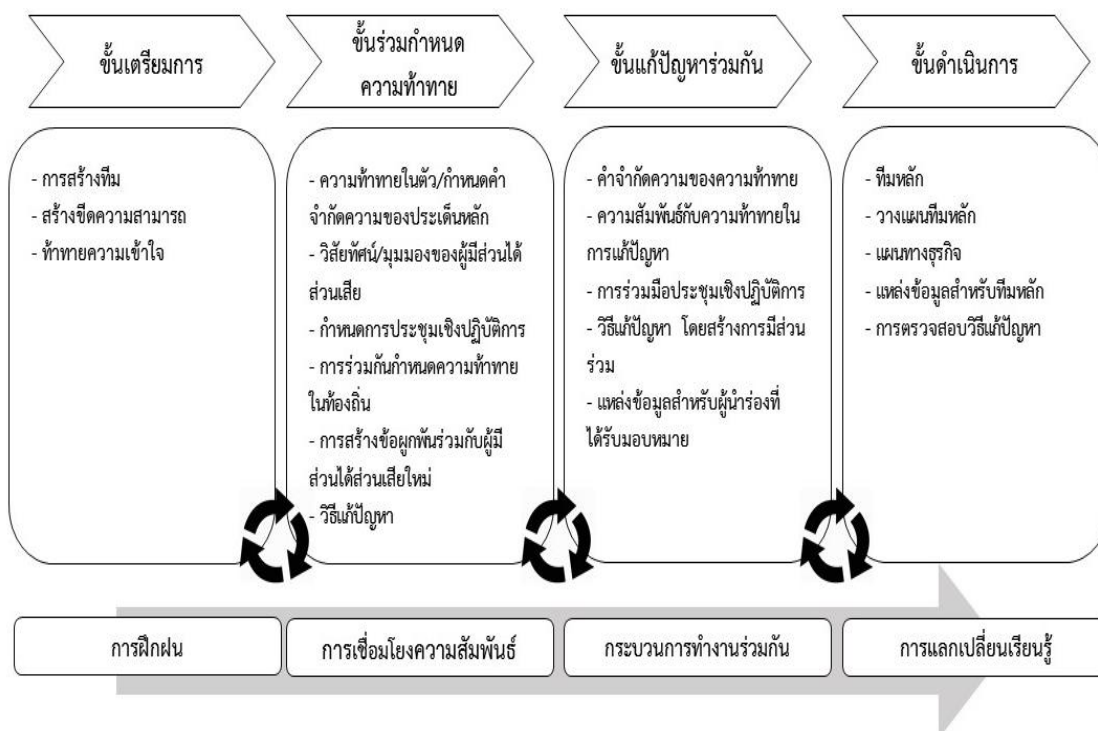 ขั้นเตรียมการ
ขั้นร่วมกำหนด
ความท้าทาย
ขั้นแก้ปัญหาร่วมกัน
ขั้นดำเนินการ
- การสร้างทีม
- สร้างขีดความสามารถ
- ท้าทายความเข้าใจ
- ความท้าทายในตัว/กำหนดคำ
จำกัดความของประเด็นหลัก
- วิสัยทัศน์/มุมมองของผู้มีส่วนได้
ส่วนเสีย
- กำหนดการประชุมเชิงปฏิบัติการ
- การร่วมกันกำหนดความท้าทาย
ในท้องถิ่น
- การสร้างข้อผูกพันร่วมกับผู้มี
ส่วนได้ส่วนเสียใหม่
- วิธีแก้ปัญหา
- คำจำกัดความของความท้าทาย
- ความสัมพันธ์กับความท้าทายใน
การแก้ปัญหา
- การร่วมมือประชุมเชิงปฏิบัติการ
- วิธีแก้ปัญหา โดยสร้างการมีส่วน
ร่วม
- แหล่งข้อมูลสำหรับผู้นำร่องที่
ได้รับมอบหมาย
- ทีมหลัก
- วางแผนทีมหลัก
- แผนทางธุรกิจ
- แหล่งข้อมูลสำหรับทีมหลัก
- การตรวจสอบวิธีแก้ปัญหา
การฝึกฝน
การเชื่อมโยงความสัมพันธ์
กระบวนการทำงานร่วมกัน
การแลกเปลี่ยนเรียนรู้